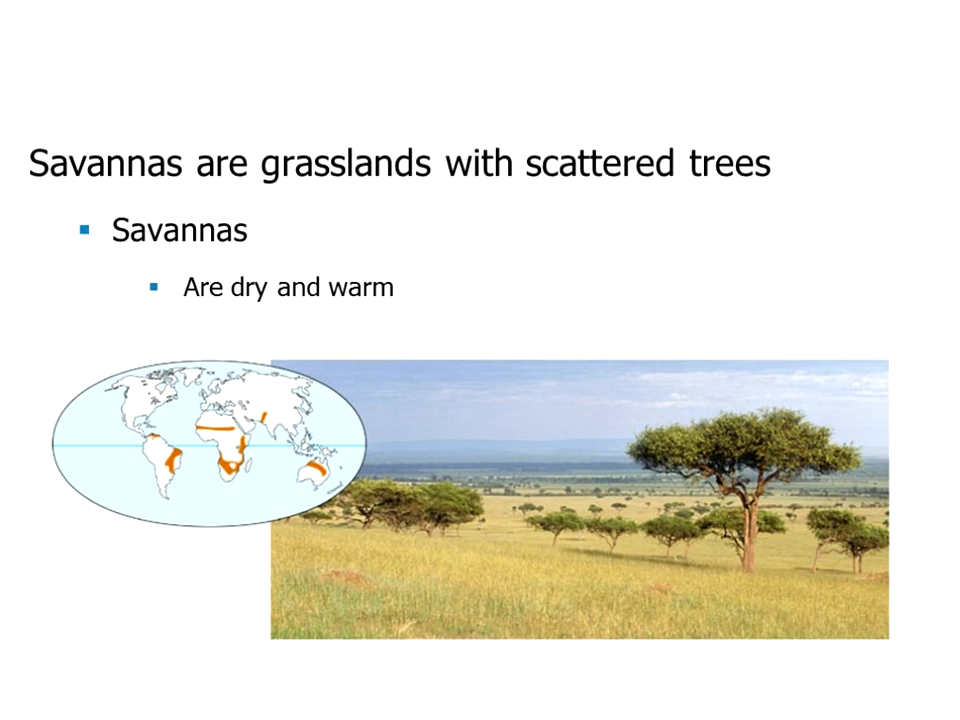 Savannas are grasslands with scattered trees
Savannas
Are dry and warm